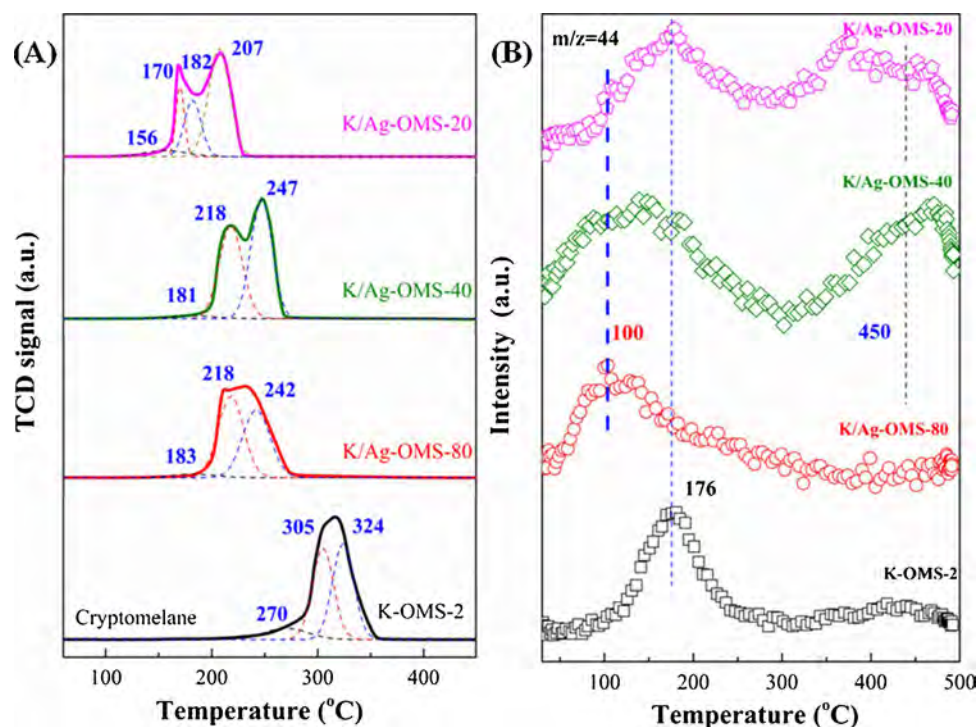 (A)
207
182
170
156
K/Ag-OMS-20
247
218
181
K/Ag-OMS-40
218
242
183
K/Ag-OMS-80
305
324
270
Cryptomelane
K-OMS-2
TCD signal (a.u.)
100
200
300
400
Temperature (°C)
(B)
m/z=44
K/Ag-OMS-20
K/Ag-OMS-40
100
450
K/Ag-OMS-80
176
K-OMS-2
Intensity (a.u.)
100
200
300
400
500
Temperature (°C)